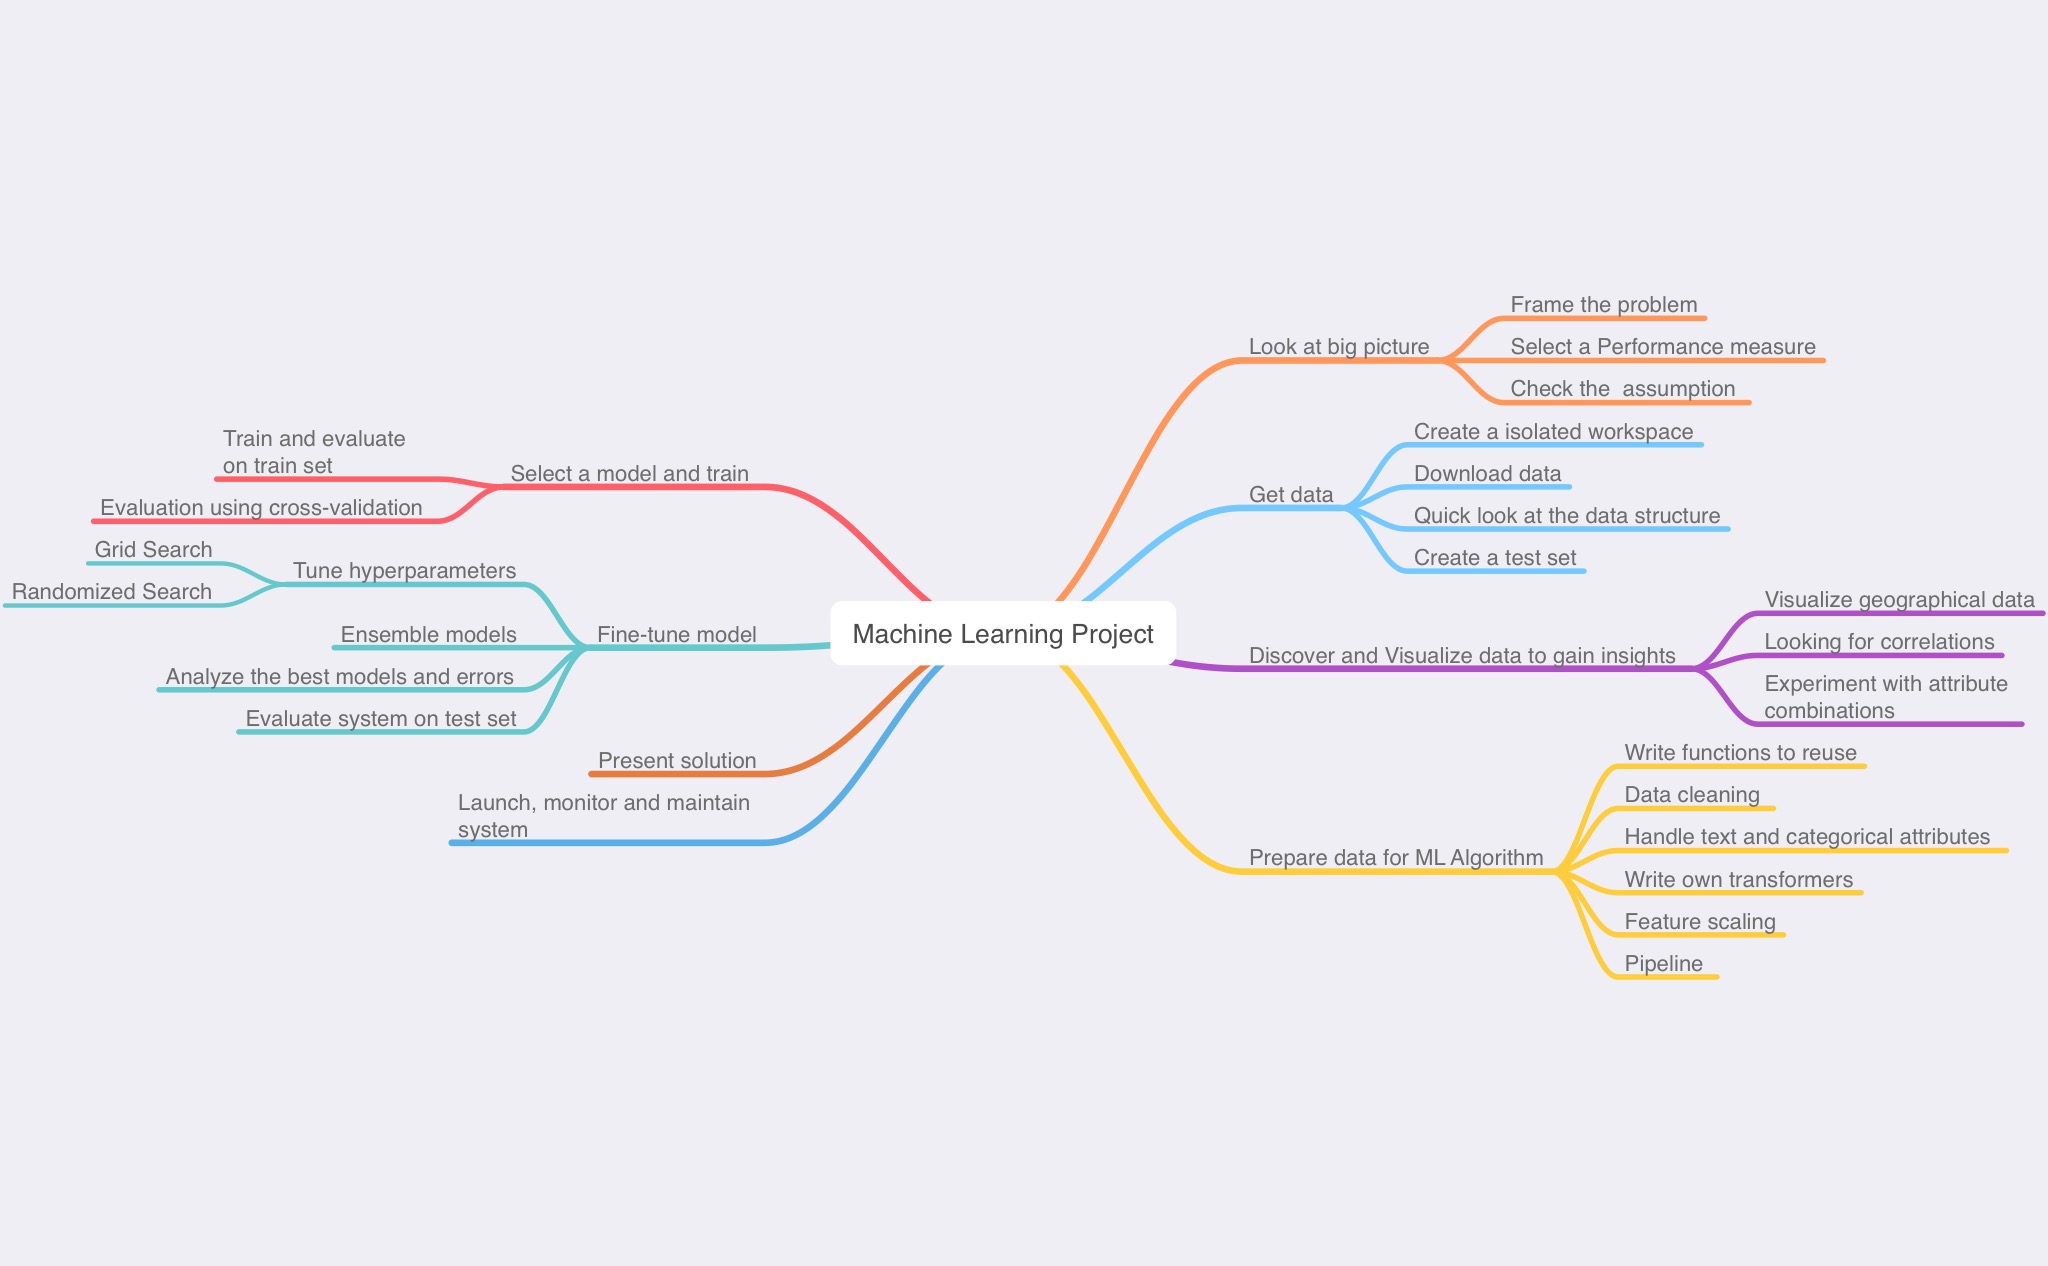 Machine Learning Project
Look at big picture
Frame the problem
Select a Performance measure
Check the  assumption
Get data
Create a isolated workspace
Download data
Quick look at the data structure
Create a test set
Discover and Visualize data to gain insights
Visualize geographical data
Looking for correlations
Experiment with attribute
combinations
Prepare data for ML Algorithm
Write functions to reuse
Data cleaning
Handle text and categorical attributes
Write own transformers
Feature scaling
Pipeline
Select a model and train
Train and evaluate
on train set
Evaluation using cross-validation
Fine-tune model
Tune hyperparameters
Grid Search
Randomized Search
Ensemble models
Analyze the best models and errors
Evaluate system on test set
Present solution
Launch, monitor and maintain
system